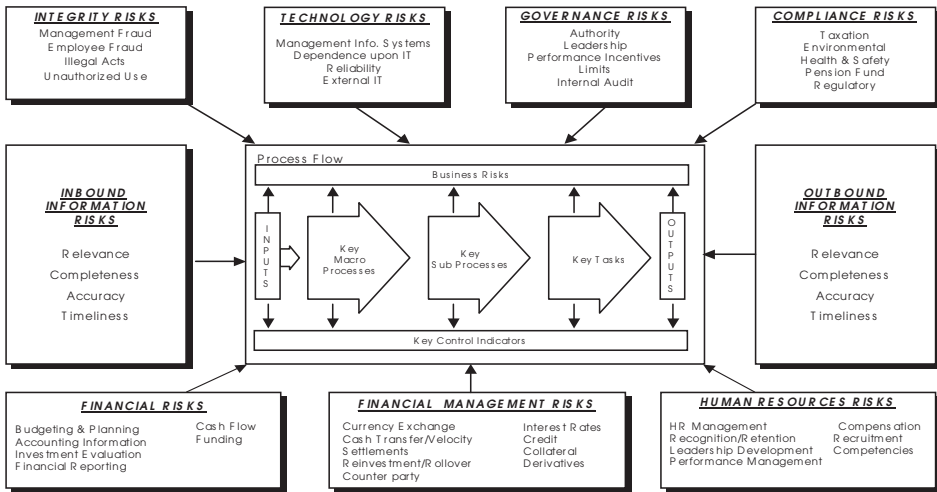 INTEGRITY RISKS
Management Fraud
Employee Fraud
Illegal Acts
Unauthorized Use
TECHNOLOGY RISKS
Management Info. Systems
Dependence upon IT
Reliability
External IT
GOVERNANCE RISKS
Authority
Leadership
Performance Incentives
Limits
Internal Audit
COMPLIANCE RISKS
Taxation
Environmental
Health & Safety
Pension Fund
Regulatory
INBOUND
INFORMATION
RISKS
Relevance
Completeness
Accuracy
Timeliness
Process Flow
Business Risks
INPUTS
Key
Macro
Processes
Key
Sub Processes
Key Tasks
OUTPUTS
Key Control Indicators
OUTBOUND
INFORMATION
RISKS
Relevance
Completeness
Accuracy
Timeliness
FINANCIAL RISKS
Budgeting & Planning
Accounting Information
Investment Evaluation
Financial Reporting
Cash Flow
Funding
FINANCIAL MANAGEMENT RISKS
Currency Exchange
Cash Transfer/Velocity
Settlements
Reinvestment/Rollover
Counter party
Interest Rates
Credit
Collateral
Derivatives
HUMAN RESOURCES RISKS
HR Management
Recognition/Retention
Leadership Development
Performance Management
Compensation
Recruitment
Competencies